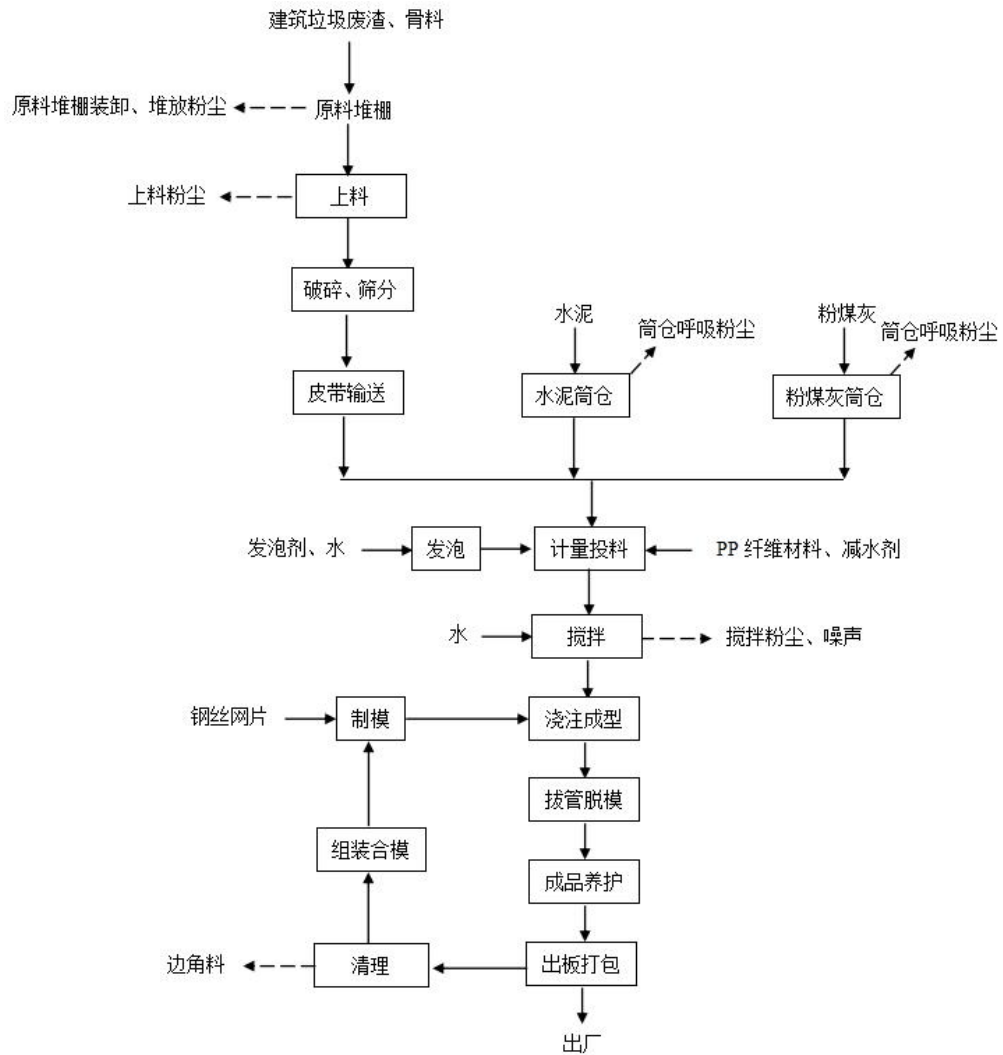 建筑垃圾废渣、骨料
原料堆棚装卸、堆放粉尘
原料堆棚
上料粉尘
上料
破碎、筛分
水泥
筒仓呼吸粉尘
粉煤灰
筒仓呼吸粉尘
皮带输送
水泥筒仓
粉煤灰筒仓
发泡剂、水
发泡
计量投料
PP 纤维材料、减水剂
水
搅拌
搅拌粉尘、噪声
钢丝网片
制模
浇注成型
拔管脱模
组装合模
成品养护
边角料
清理
出板打包
出厂